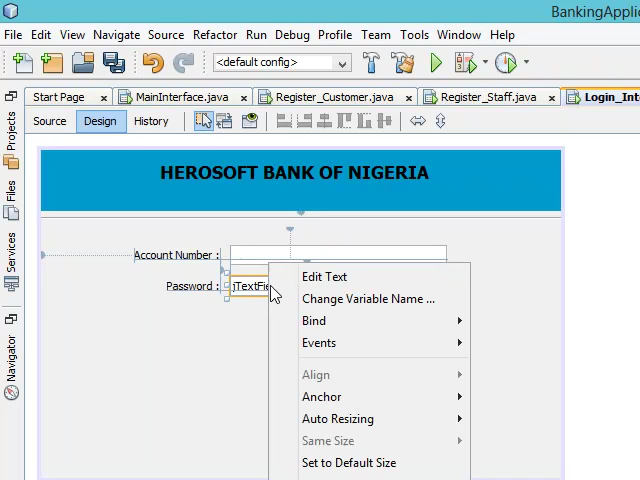 BankingApplic
File Edit View Navigate Source Refactor Run Debug Profile Team Tools Window Help
<default config>
Start Page MainInterface.java Register_Customer.java Register_Staff.java Login_Int
Source Design History
Projects
Files
Services
Navigator
HEROSOFT BANK OF NIGERIA
Account Number :
Password : jTextFie
Edit Text
Change Variable Name ...
Bind
Events
Align
Anchor
Auto Resizing
Same Size
Set to Default Size